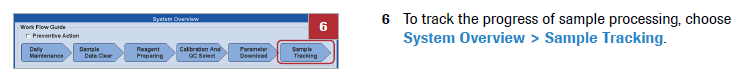 System Overview
Work Flow Guide
Preventive Action
6
Daily
Maintenance
Sample
Data Clear
Reagent
Preparing
Calibration And
QC Select
Parameter
Download
Sample
Tracking
6 To track the progress of sample processing, choose
System Overview > Sample Tracking.